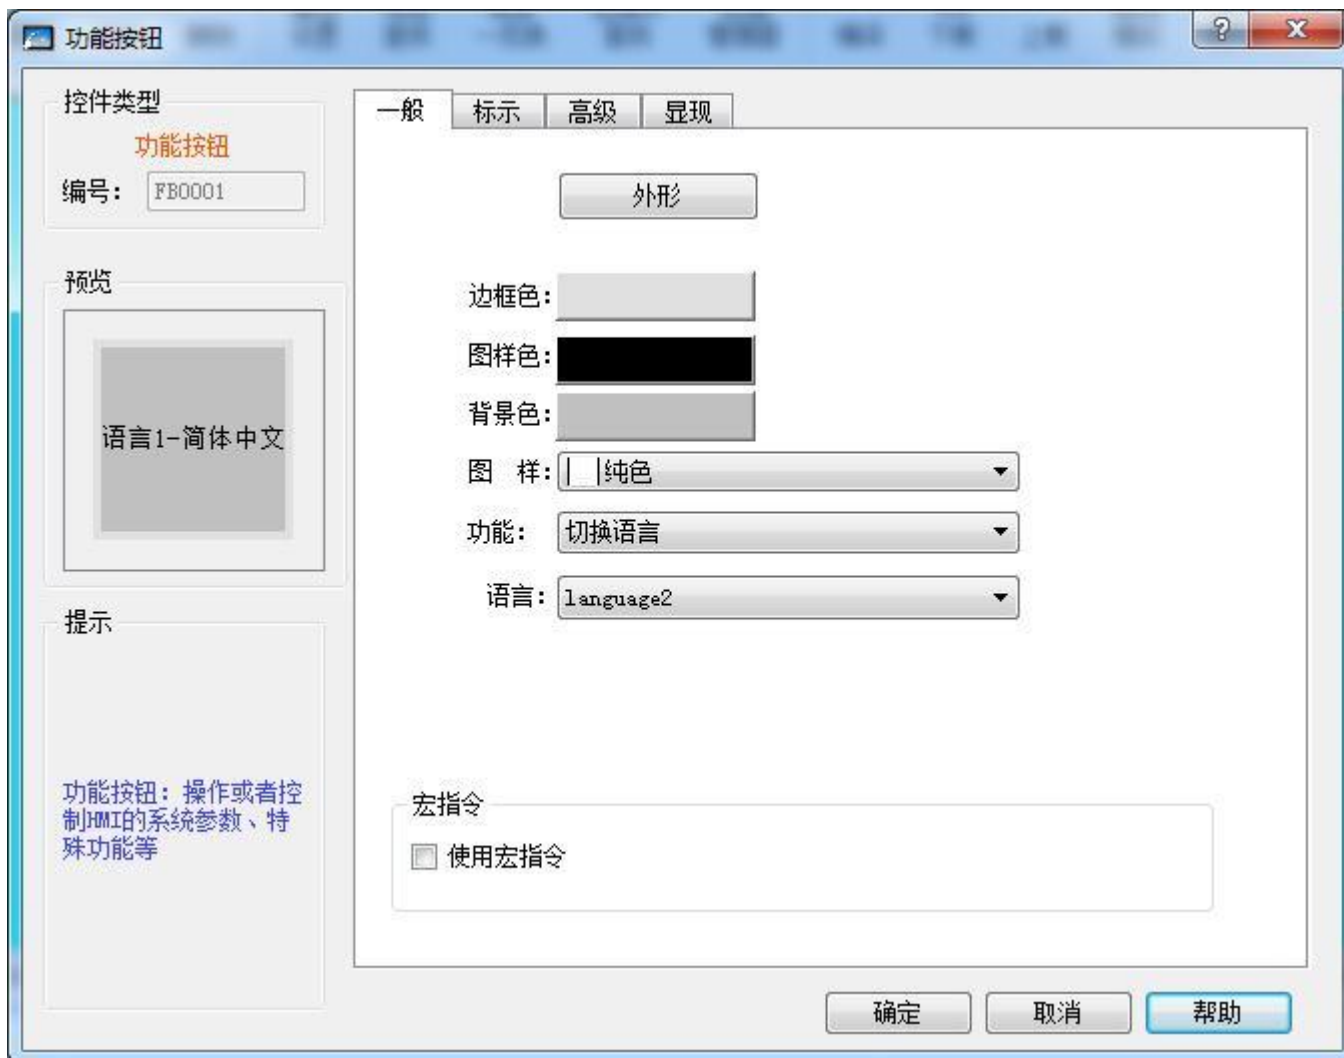 功能按钮
?
X
控件类型
功能按钮
编号： FB0001
预览
语言1-简体中文
提示
功能按钮：操作或者控
制HMI的系统参数、特
殊功能等
一般 标示 高级 显现
外形
边框色：
图样色：
背景色：
图 样： 纯色
功能： 切换语言
语言： language2
宏指令
使用宏指令
确定 取消 帮助